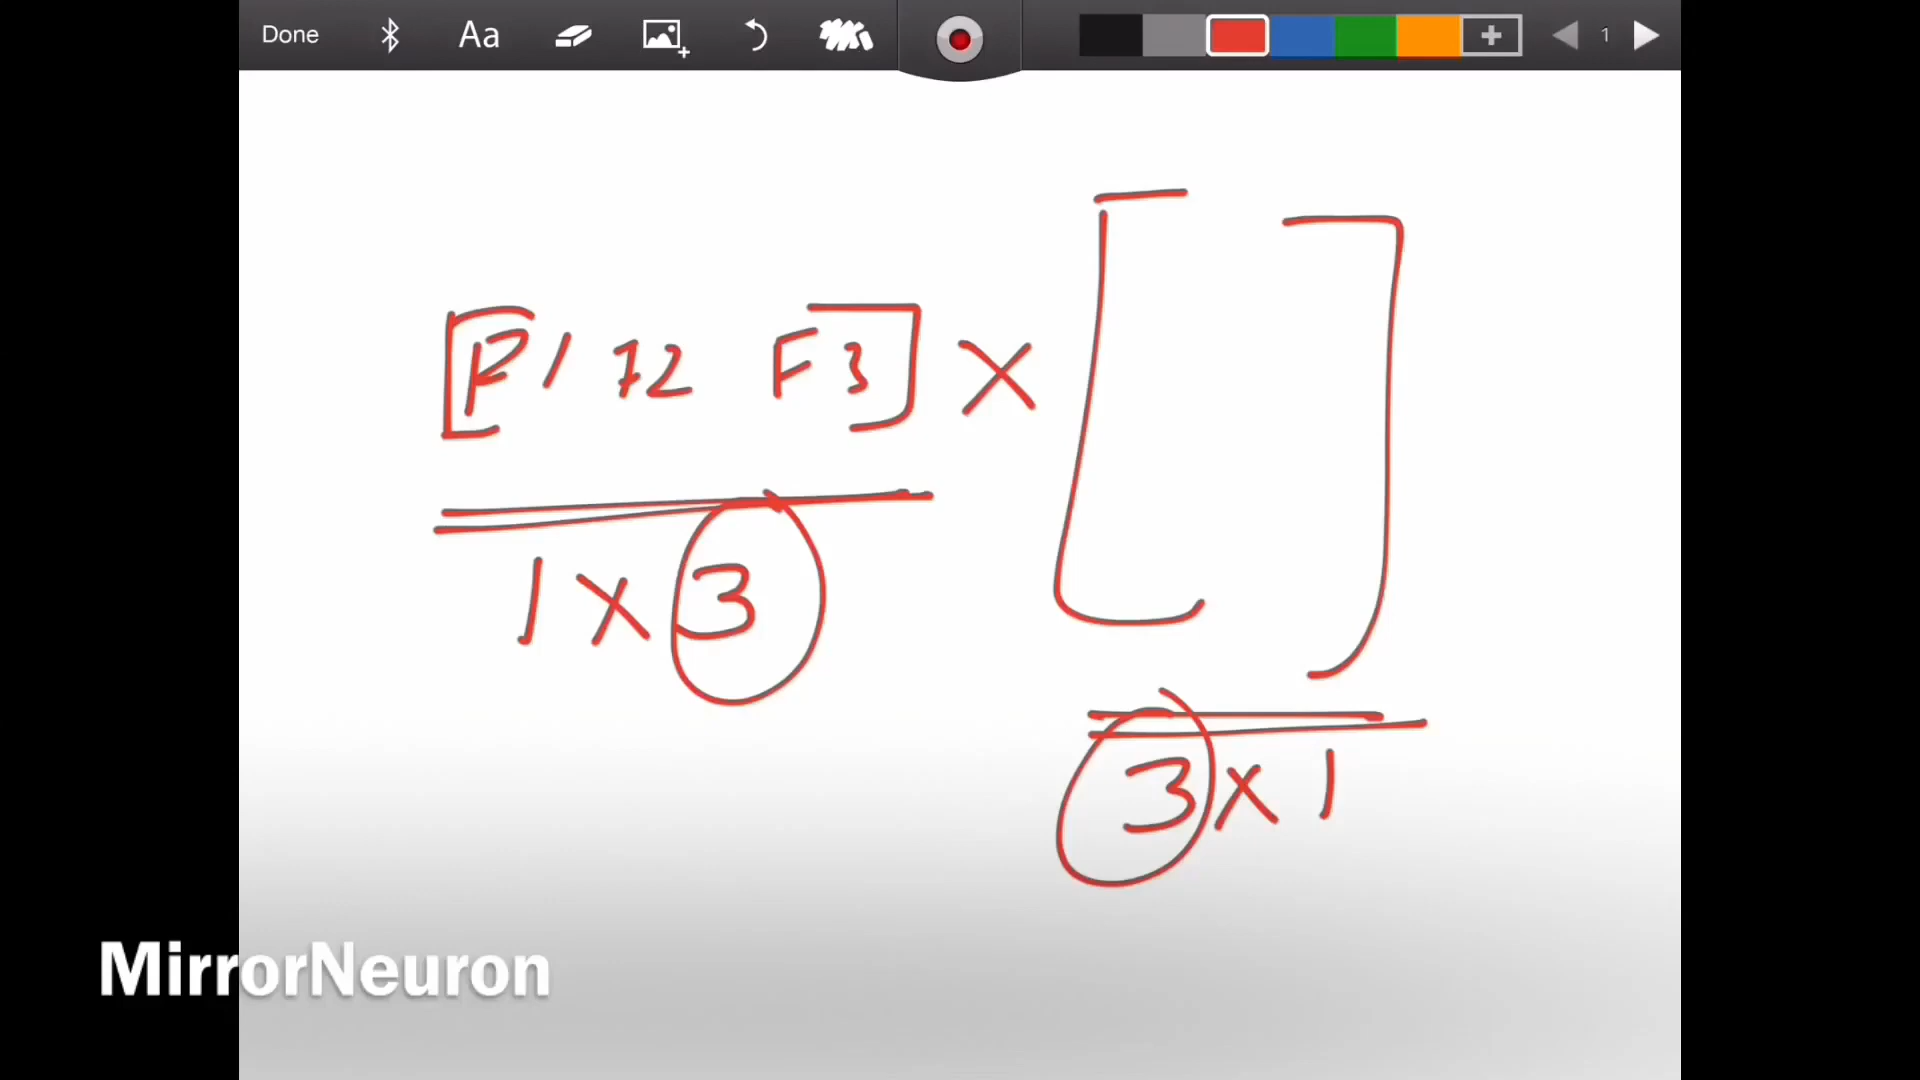 Done Aa 1
[F1 F2 F3] X [ ]
1 X 3
3 X 1
MirrorNeuron